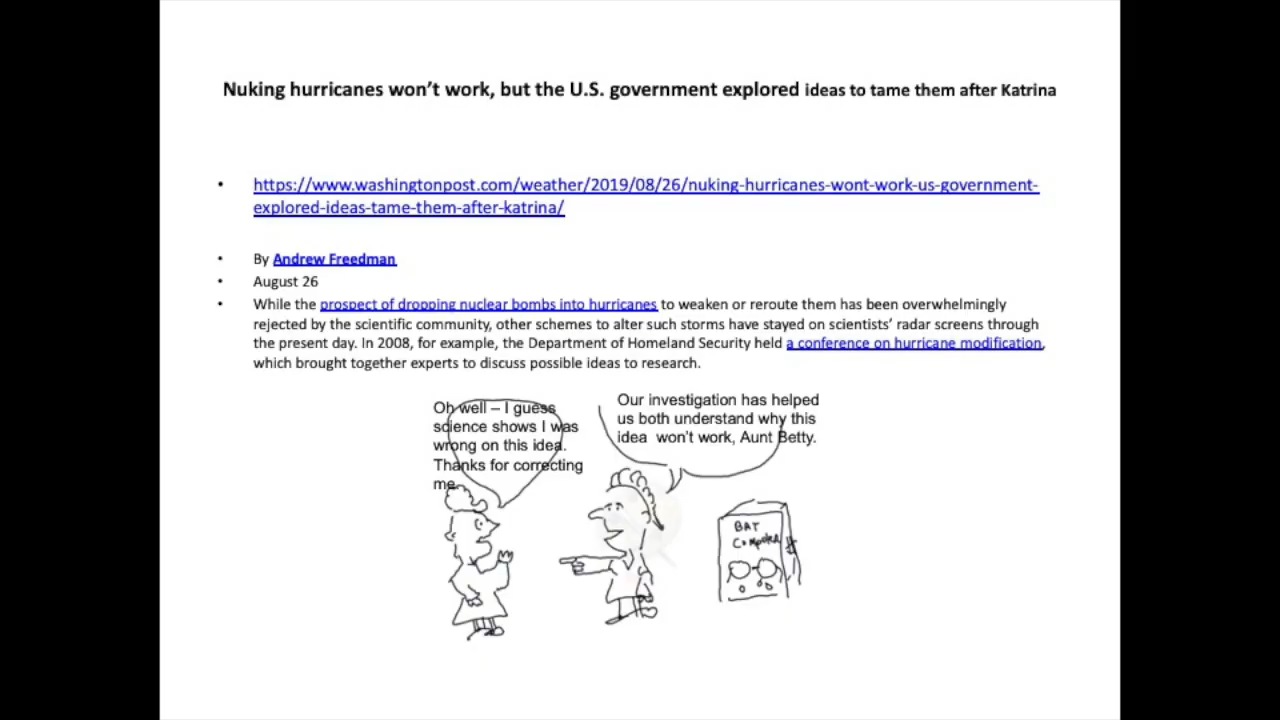 Nuking hurricanes won't work, but the U.S. government explored ideas to tame them after Katrina
• https://www.washingtonpost.com/weather/2019/08/26/nuking-hurricanes-wont-work-us-government-
explored-ideas-tame-them-after-katrina/
• By Andrew Freedman
• August 26
• While the prospect of dropping nuclear bombs into hurricanes to weaken or reroute them has been overwhelmingly
rejected by the scientific community, other schemes to alter such storms have stayed on scientists' radar screens through
the present day. In 2008, for example, the Department of Homeland Security held a conference on hurricane modification,
which brought together experts to discuss possible ideas to research.
Oh well – I guess
science shows I was
wrong on this idea.
Thanks for correcting
me.
Our investigation has helped
us both understand why this
idea won't work, Aunt Betty.
BAT
Computer